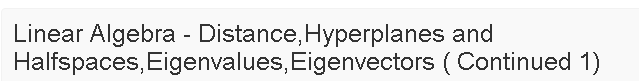 Linear Algebra - Distance,Hyperplanes and
Halfspaces,Eigenvalues,Eigenvectors ( Continued 1)